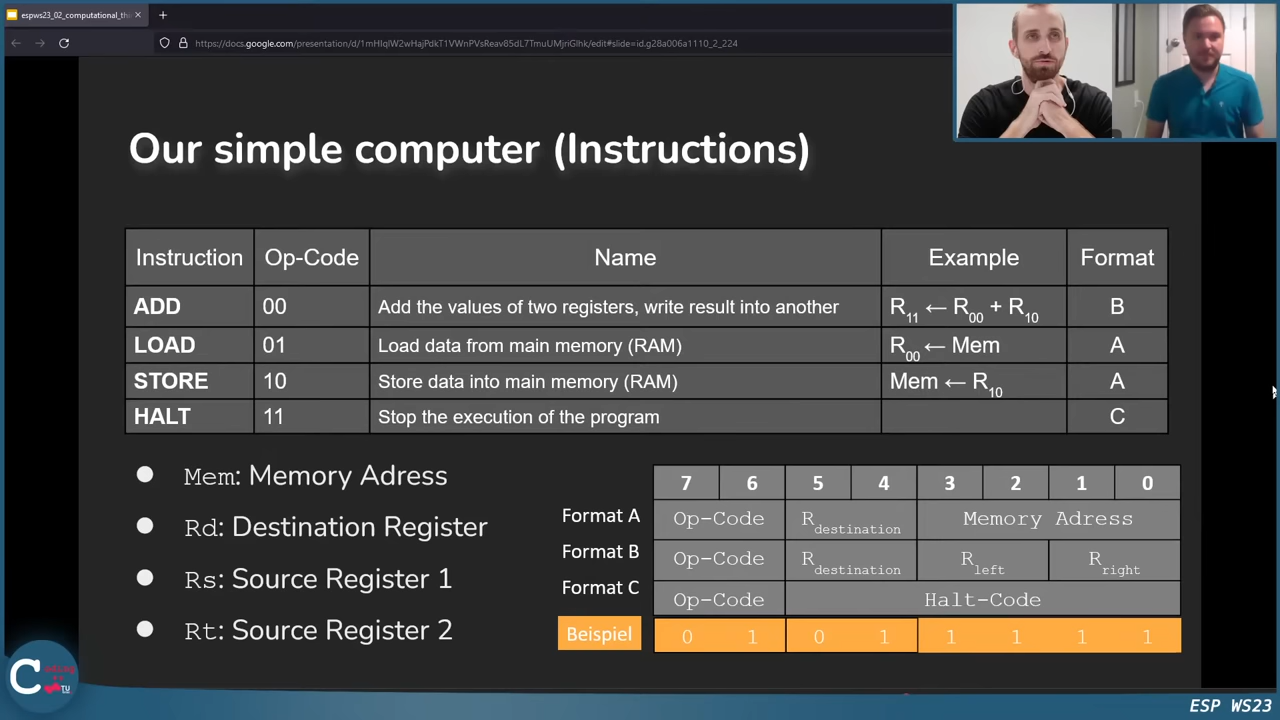 espws23_02_computational_th
https://docs.google.com/presentation/d/1mHIqIW2wHajPdkT1VWnPVsReav85dL7TmuUMjriGIhk/edit#slide=id.g28a006a1110_2_224
Our simple computer (Instructions)
Instruction Op-Code Name Example Format
ADD 00 Add the values of two registers, write result into another R11 ← R00 + R10 B
LOAD 01 Load data from main memory (RAM) R00 ← Mem A
STORE 10 Store data into main memory (RAM) Mem ← R10 A
HALT 11 Stop the execution of the program C
● Mem: Memory Adress
● Rd: Destination Register
● Rs: Source Register 1
● Rt: Source Register 2
7 6 5 4 3 2 1 0
Format A Op-Code Rdestination Memory Adress
Format B Op-Code Rdestination Rleft Rright
Format C Op-Code Halt-Code
Beispiel 0 1 0 1 1 1 1 1
ESP WS23